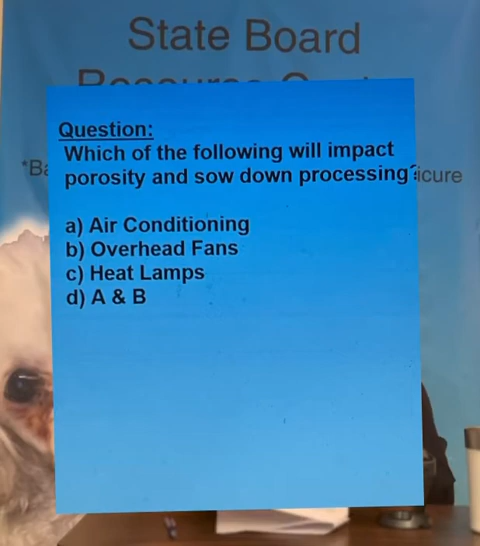 State Board
Question:
Which of the following will impact
porosity and sow down processing?
a) Air Conditioning
b) Overhead Fans
c) Heat Lamps
d) A & B